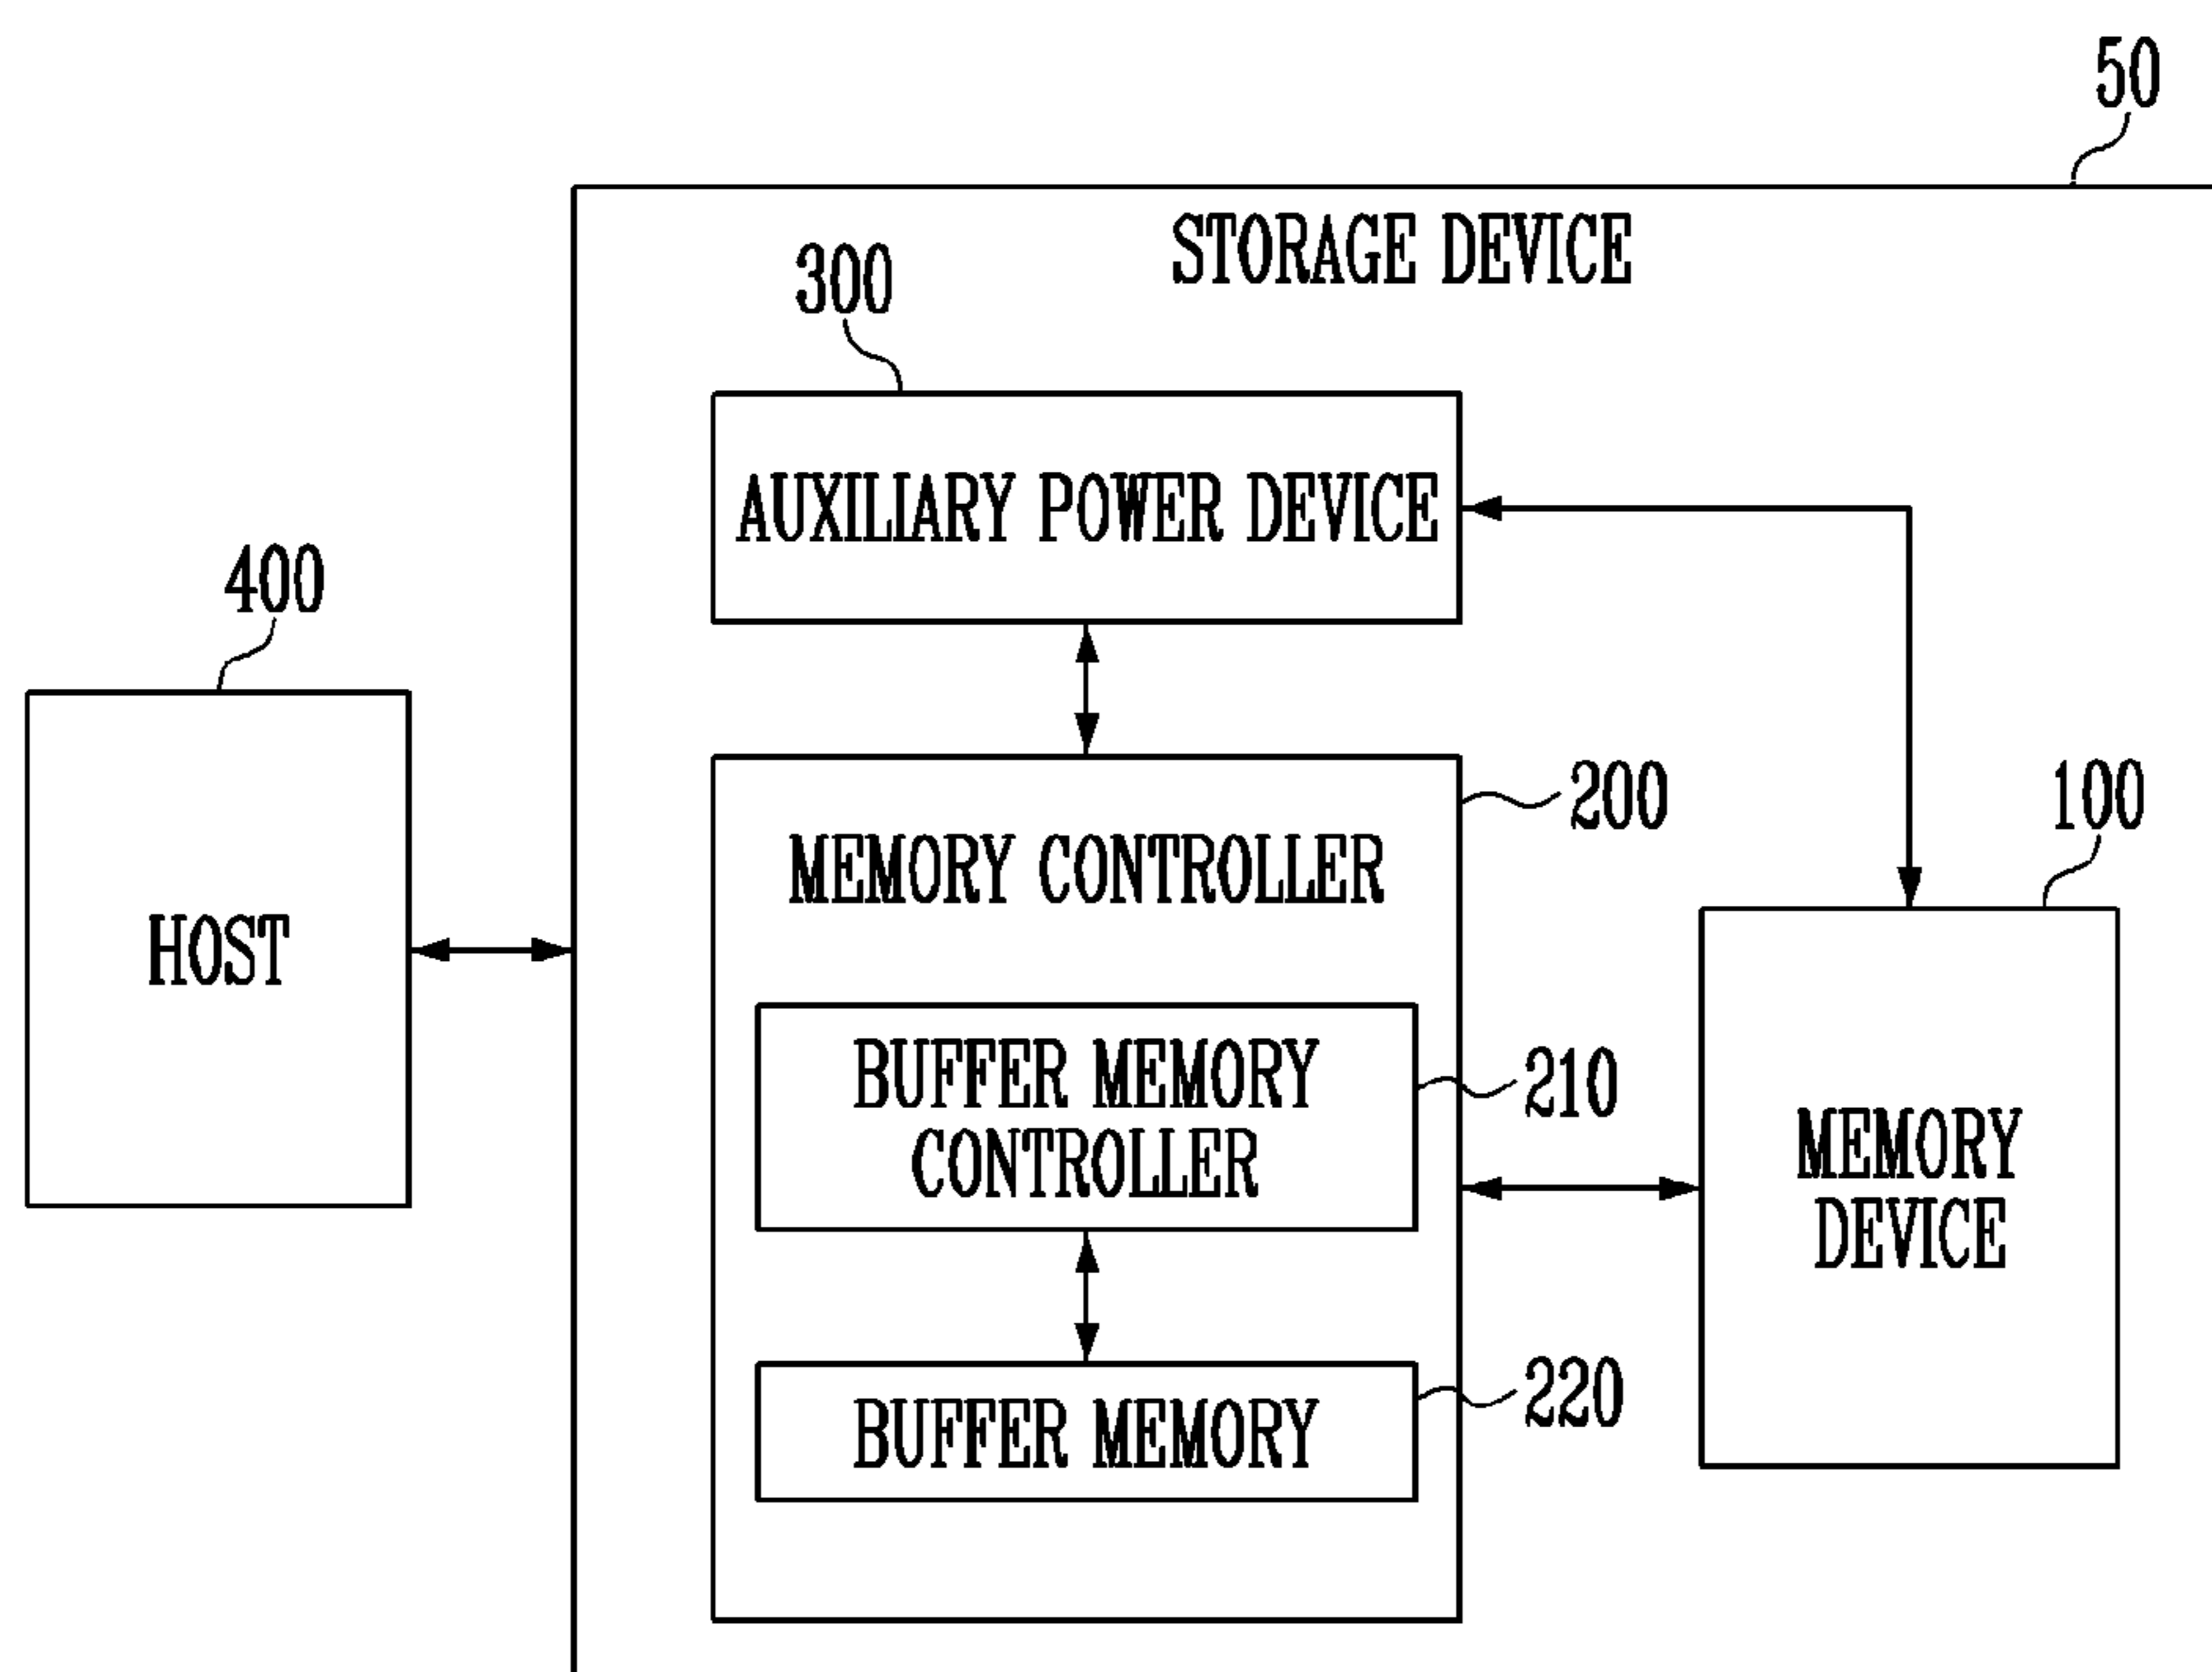 50
STORAGE DEVICE
300
AUXILIARY POWER DEVICE
400
HOST
200
MEMORY CONTROLLER
100
BUFFER MEMORY
CONTROLLER
210
MEMORY
DEVICE
BUFFER MEMORY
220